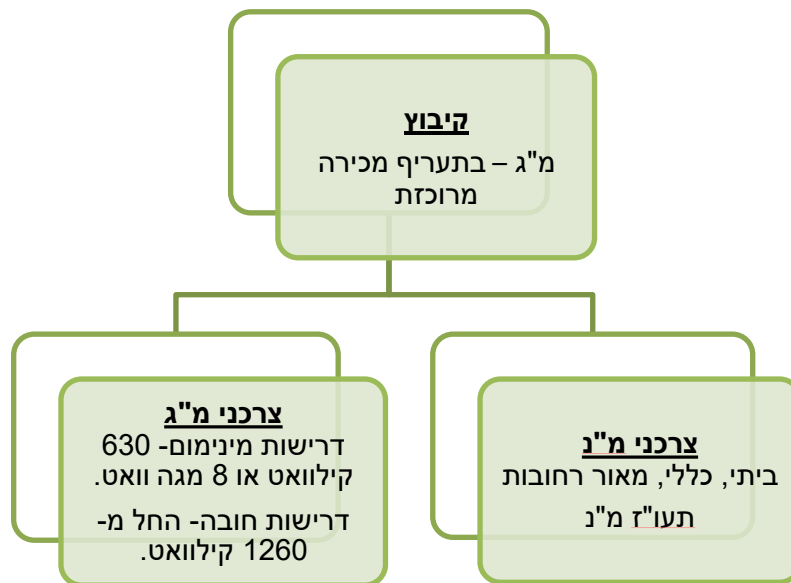 קיבוץ
מ"ג – בתעריף מכירה
מרוכזת
צרכני מ"נ
ביתי, כללי, מאור רחובות
תעו"ז מ"נ
צרכני מ"ג
דרישות מינימום- 630
קילוואט או 8 מגה וואט.
דרישות חובה- החל מ-
1260 קילוואט.